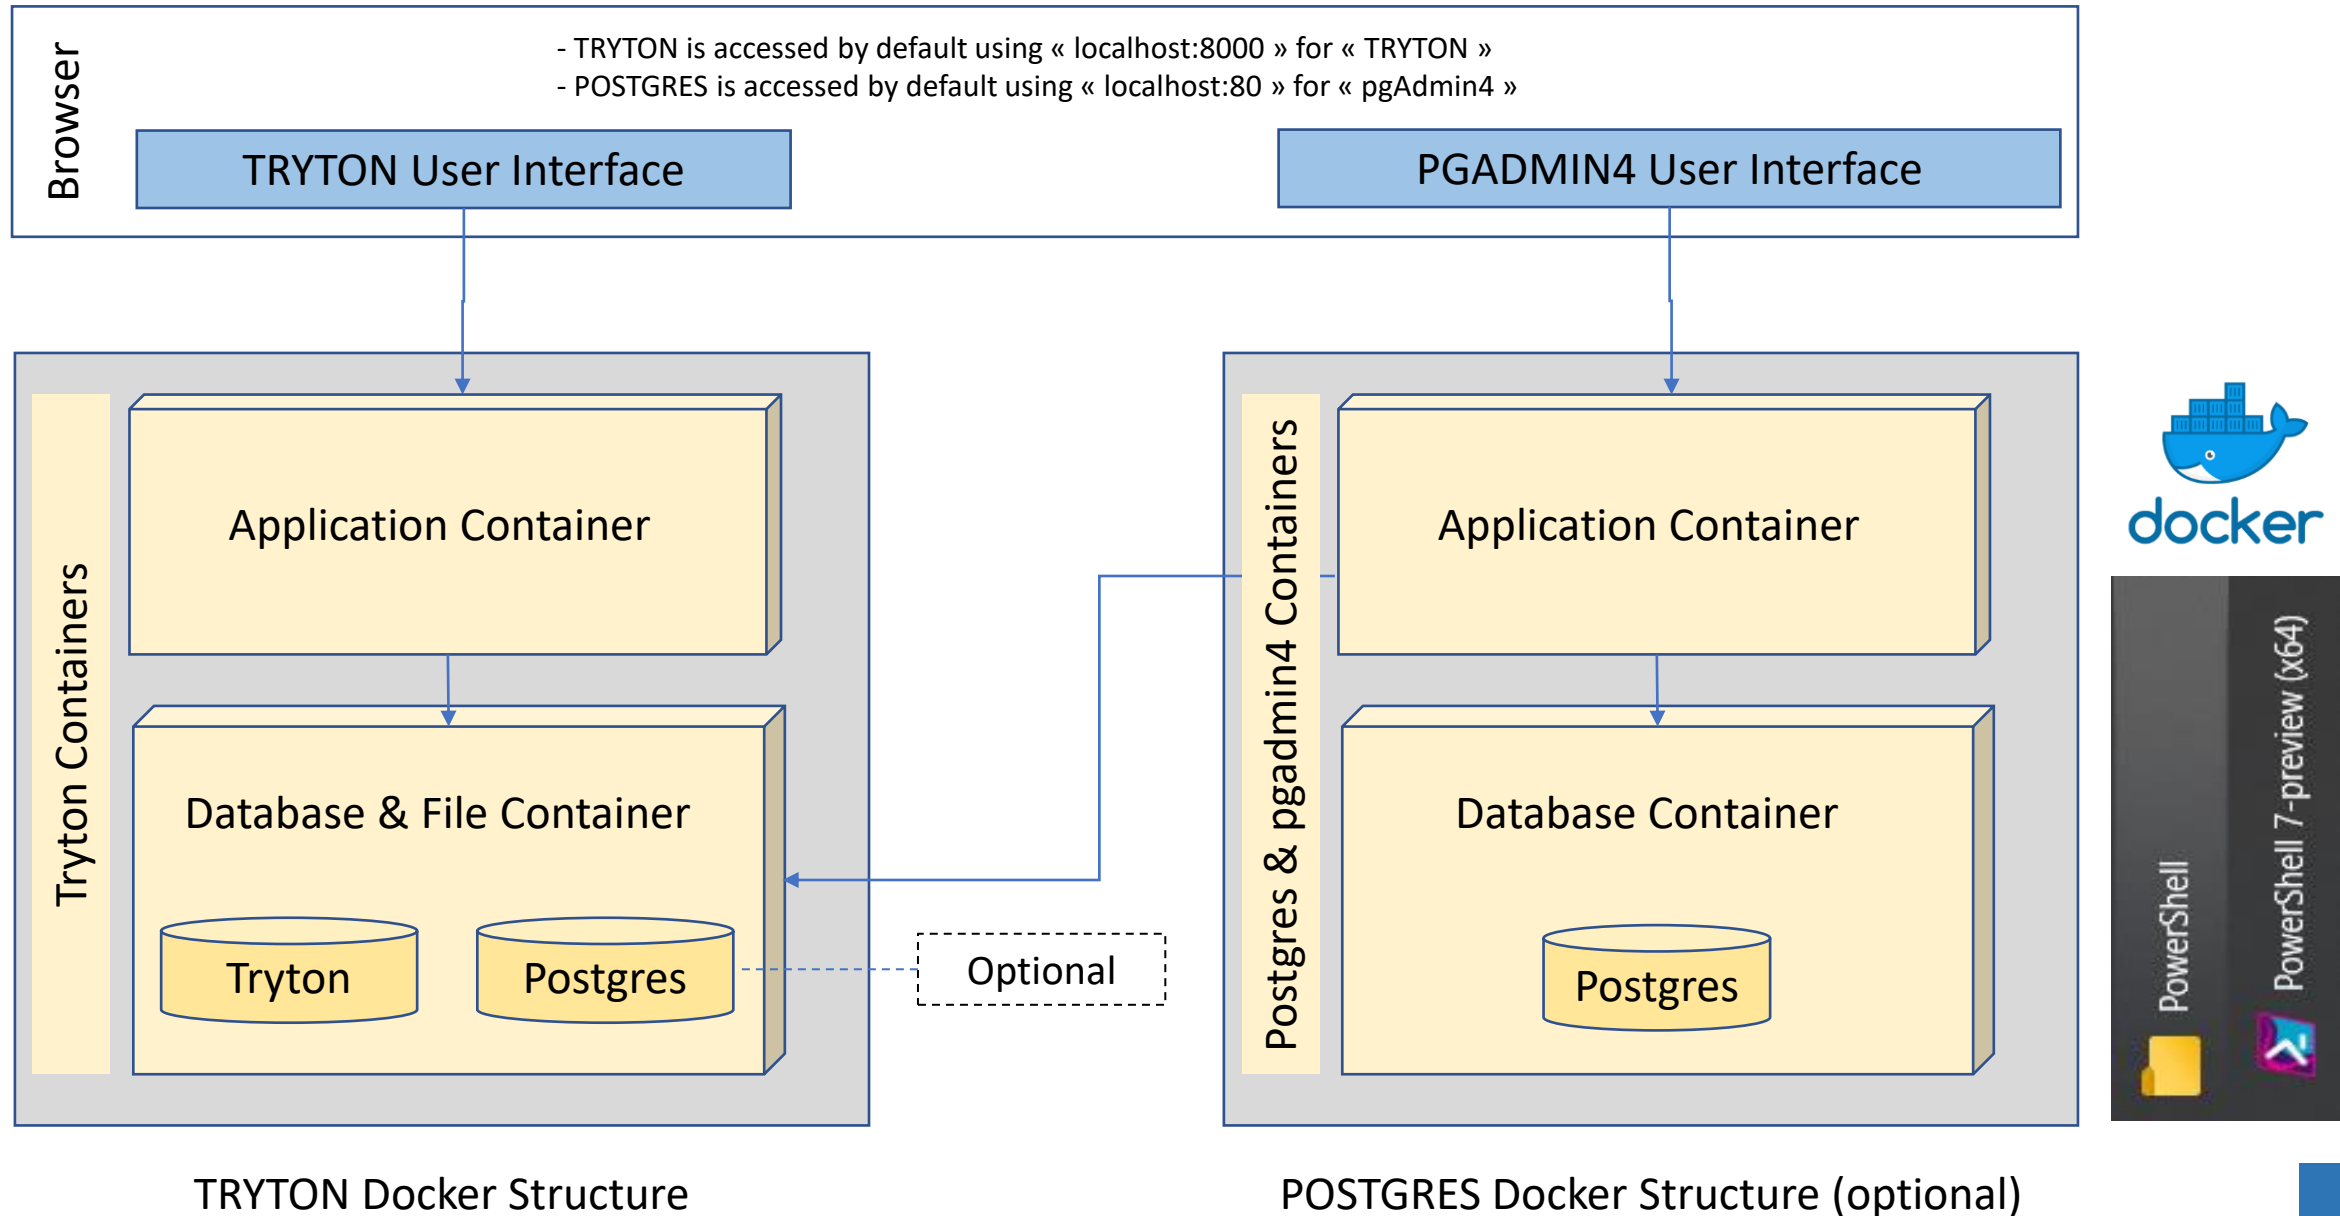 Browser
- TRYTON is accessed by default using « localhost:8000 » for « TRYTON »
- POSTGRES is accessed by default using « localhost:80 » for « pgAdmin4 »
TRYTON User Interface
PGADMIN4 User Interface
Tryton Containers
Application Container
Database & File Container
Tryton
Postgres
Optional
Postgres & pgadmin4 Containers
Application Container
Database Container
Postgres
docker
PowerShell
PowerShell 7-preview (x64)
TRYTON Docker Structure
POSTGRES Docker Structure (optional)